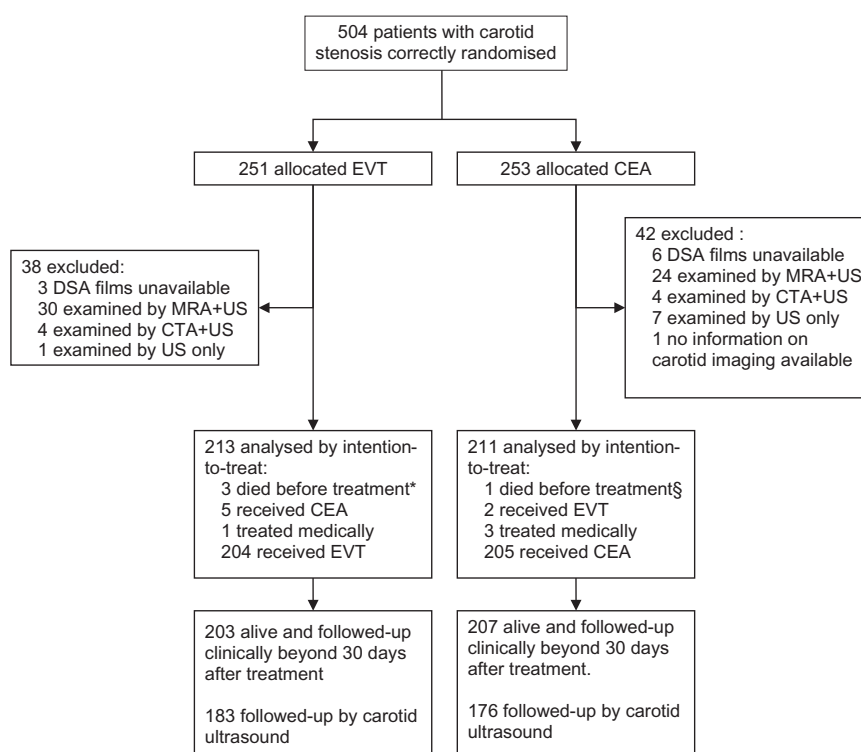 504 patients with carotid
stenosis correctly randomised
251 allocated EVT
253 allocated CEA
38 excluded:
3 DSA films unavailable
30 examined by MRA+US
4 examined by CTA+US
1 examined by US only
42 excluded :
6 DSA films unavailable
24 examined by MRA+US
4 examined by CTA+US
7 examined by US only
1 no information on
carotid imaging available
213 analysed by intention-
to-treat:
3 died before treatment*
5 received CEA
1 treated medically
204 received EVT
211 analysed by intention-
to-treat:
1 died before treatment§
2 received EVT
3 treated medically
205 received CEA
203 alive and followed-up
clinically beyond 30 days
after treatment
183 followed-up by carotid
ultrasound
207 alive and followed-up
clinically beyond 30 days
after treatment.
176 followed-up by carotid
ultrasound